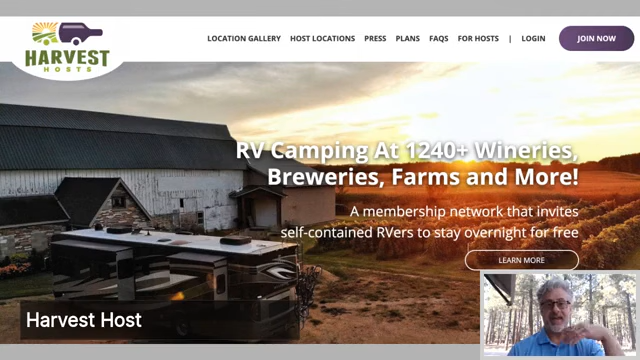 HARVEST
HOSTS
LOCATION GALLERY HOST LOCATIONS PRESS PLANS FAQS FOR HOSTS | LOGIN JOIN NOW
RV Camping At 1240+ Wineries,
Breweries, Farms and More!
A membership network that invites
self-contained RVers to stay overnight for free
LEARN MORE
Harvest Host